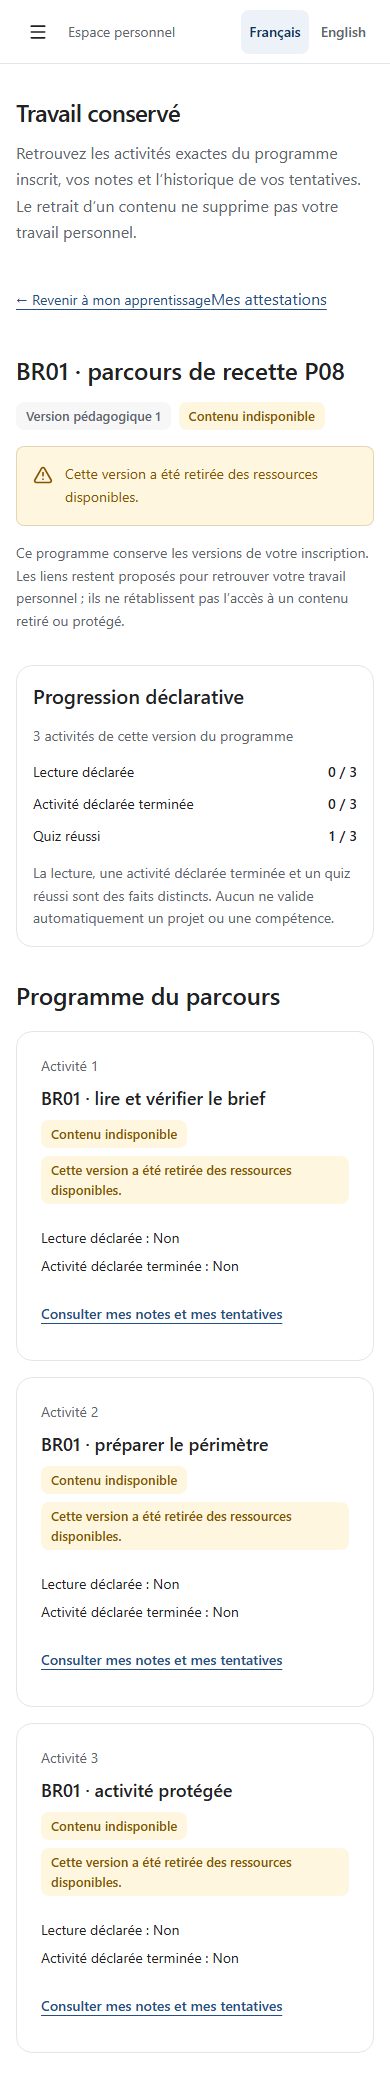 ☰ Espace personnel Français English
Travail conservé
Retrouvez les activités exactes du programme
inscrit, vos notes et l’historique de vos tentatives.
Le retrait d’un contenu ne supprime pas votre
travail personnel.
← Revenir à mon apprentissageMes attestations
BR01 · parcours de recette P08
Version pédagogique 1 Contenu indisponible
Cette version a été retirée des ressources
disponibles.
Ce programme conserve les versions de votre inscription.
Les liens restent proposés pour retrouver votre travail
personnel ; ils ne rétablissent pas l’accès à un contenu
retiré ou protégé.
Progression déclarative
3 activités de cette version du programme
Lecture déclarée 0 / 3
Activité déclarée terminée 0 / 3
Quiz réussi 1 / 3
La lecture, une activité déclarée terminée et un quiz
réussi sont des faits distincts. Aucun ne valide
automatiquement un projet ou une compétence.
Programme du parcours
Activité 1
BR01 · lire et vérifier le brief
Contenu indisponible
Cette version a été retirée des ressources
disponibles.
Lecture déclarée : Non
Activité déclarée terminée : Non
Consulter mes notes et mes tentatives
Activité 2
BR01 · préparer le périmètre
Contenu indisponible
Cette version a été retirée des ressources
disponibles.
Lecture déclarée : Non
Activité déclarée terminée : Non
Consulter mes notes et mes tentatives
Activité 3
BR01 · activité protégée
Contenu indisponible
Cette version a été retirée des ressources
disponibles.
Lecture déclarée : Non
Activité déclarée terminée : Non
Consulter mes notes et mes tentatives